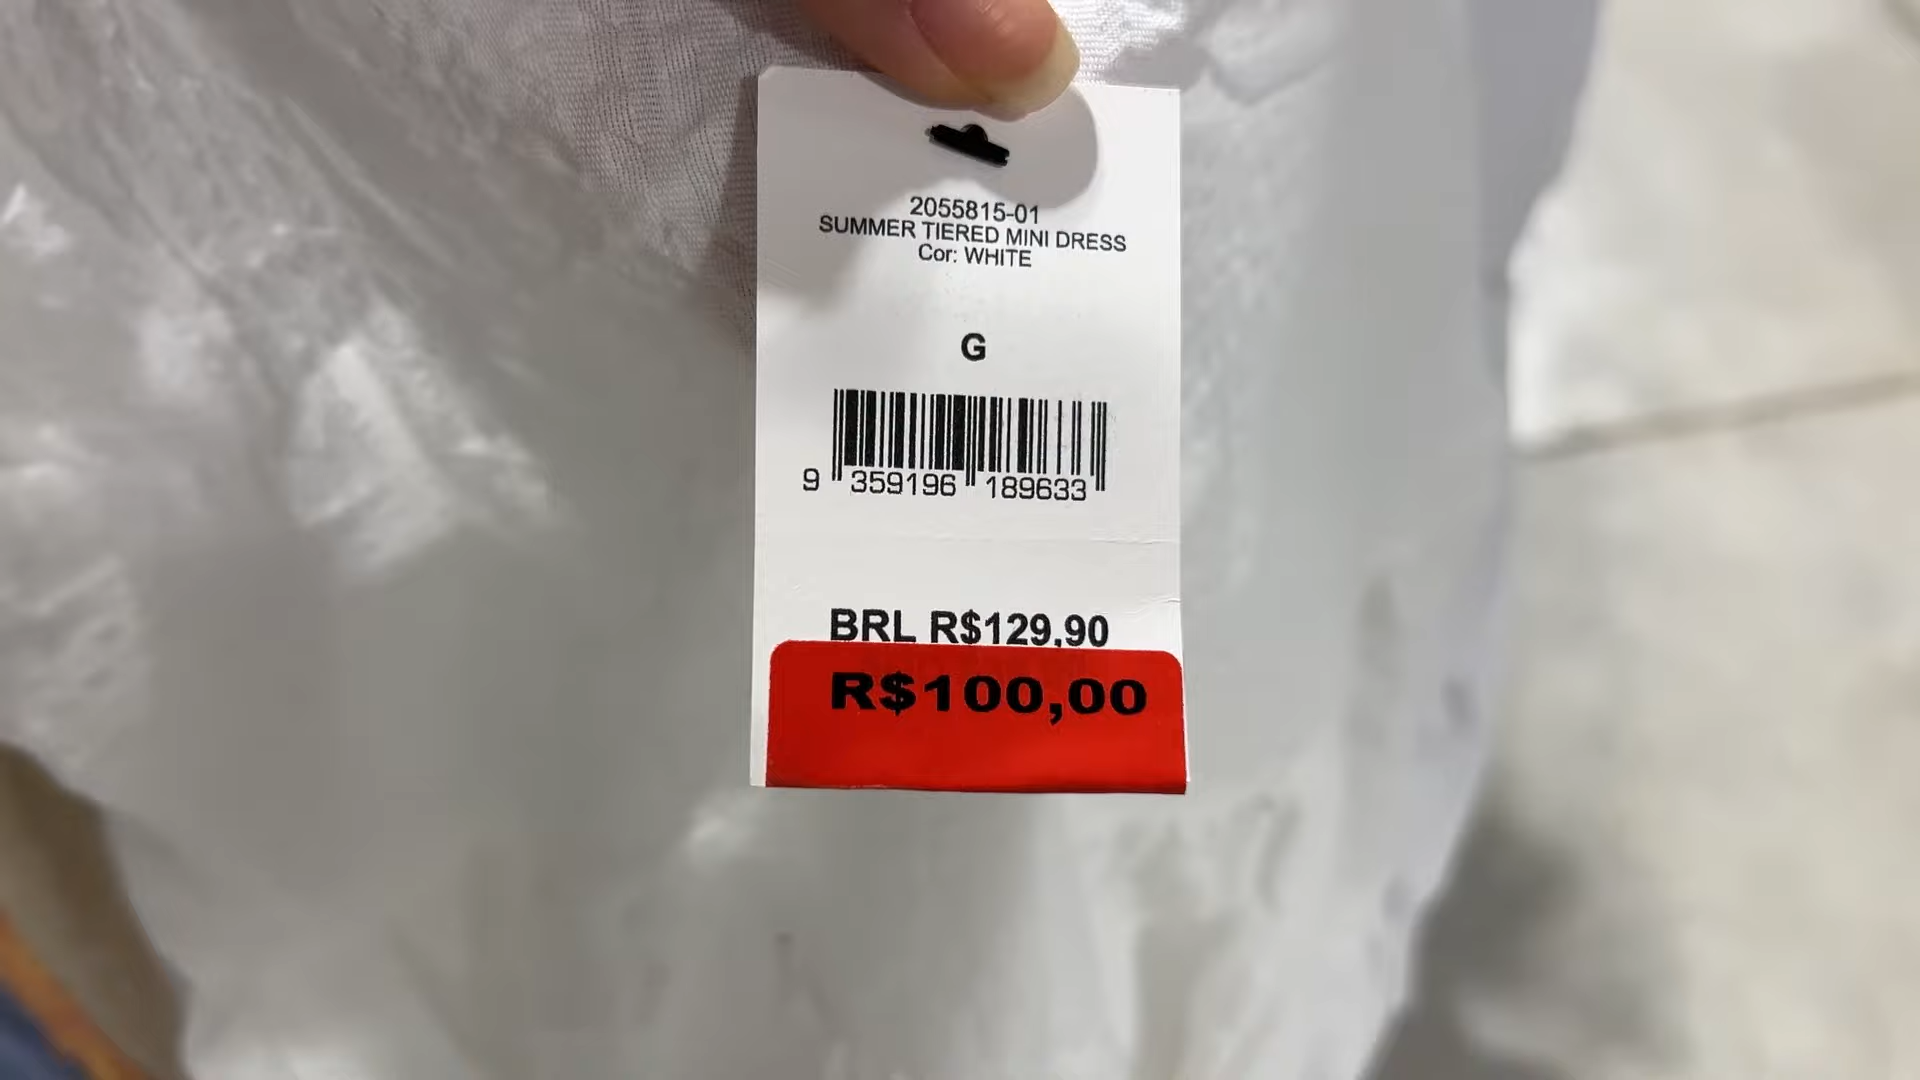 2055815-01
SUMMER TIERED MINI DRESS
Cor: WHITE
G
9 359196 189633
BRL R$129,90
R$100,00